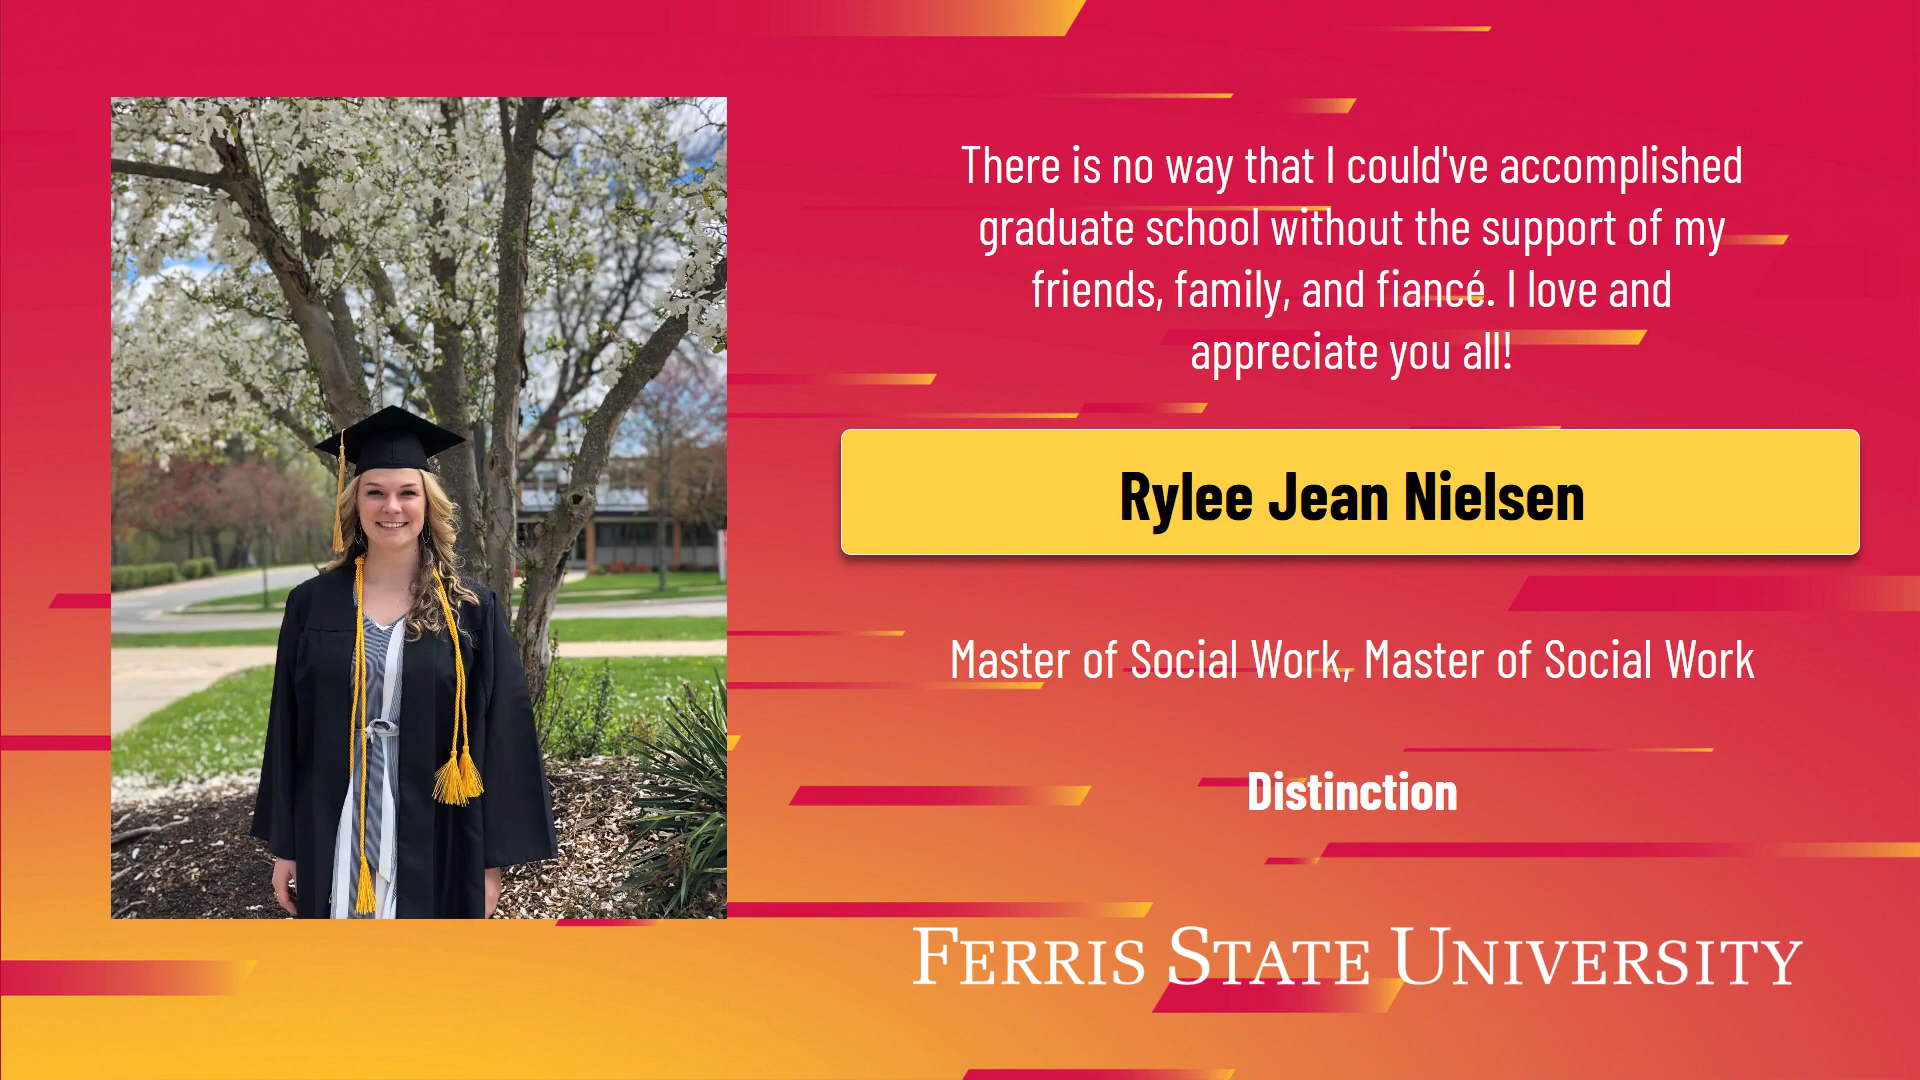 There is no way that I could've accomplished
graduate school without the support of my
friends, family, and fiancé. I love and
appreciate you all!
Rylee Jean Nielsen
Master of Social Work, Master of Social Work
Distinction
FERRIS STATE UNIVERSITY